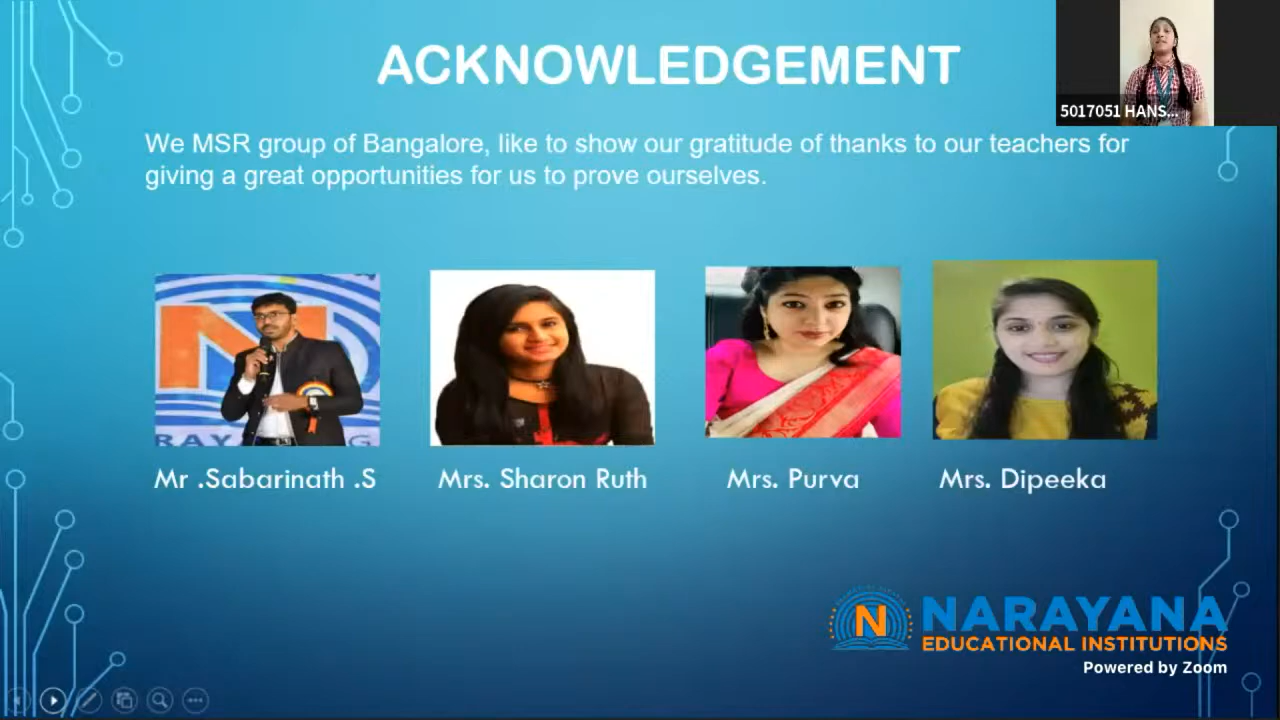 ACKNOWLEDGEMENT
5017051 HANS...
We MSR group of Bangalore, like to show our gratitude of thanks to our teachers for
giving a great opportunities for us to prove ourselves.
N
RAY
G
Mr .Sabarinath .S
Mrs. Sharon Ruth
Mrs. Purva
Mrs. Dipeeka
N
NARAYANA
EDUCATIONAL INSTITUTIONS
Powered by Zoom